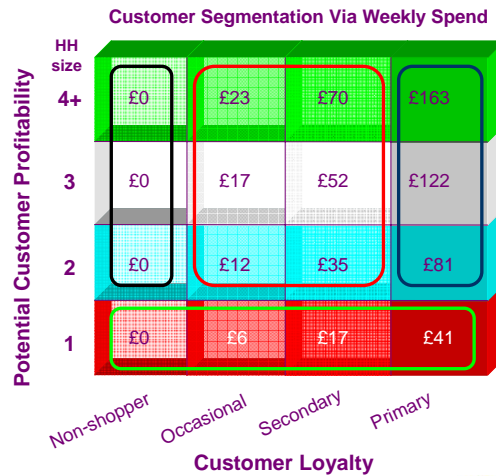 Customer Segmentation Via Weekly Spend
HH
size
Potential Customer Profitability
4+ £0 £23 £70 £163
3 £0 £17 £52 £122
2 £0 £12 £35 £81
1 £0 £6 £17 £41
Non-shopper Occasional Secondary Primary
Customer Loyalty